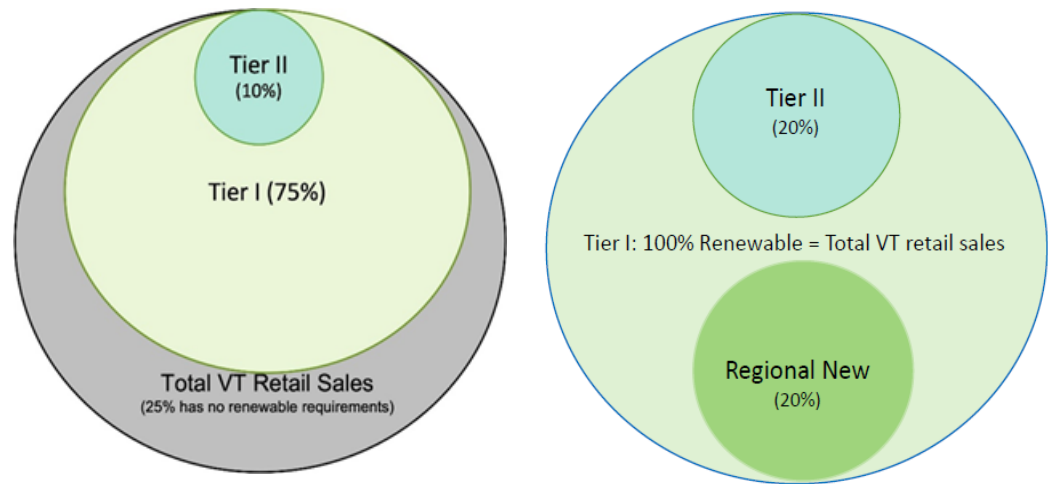 Tier II
(10%)
Tier I (75%)
Total VT Retail Sales
(25% has no renewable requirements)
Tier II
(20%)
Tier I: 100% Renewable = Total VT retail sales
Regional New
(20%)